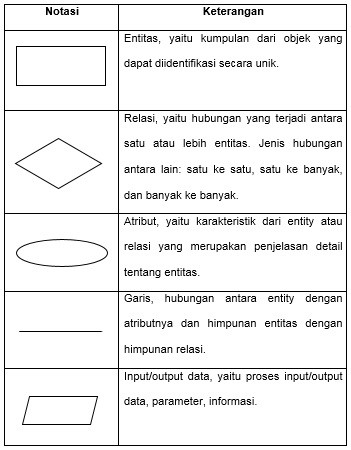 Notasi
Keterangan
Entitas, yaitu kumpulan dari objek yang
dapat diidentifikasi secara unik.
Relasi, yaitu hubungan yang terjadi antara
satu atau lebih entitas. Jenis hubungan
antara lain: satu ke satu, satu ke banyak,
dan banyak ke banyak.
Atribut, yaitu karakteristik dari entity atau
relasi yang merupakan penjelasan detail
tentang entitas.
Garis, hubungan antara entity dengan
atributnya dan himpunan entitas dengan
himpunan relasi.
Input/output data, yaitu proses input/output
data, parameter, informasi.